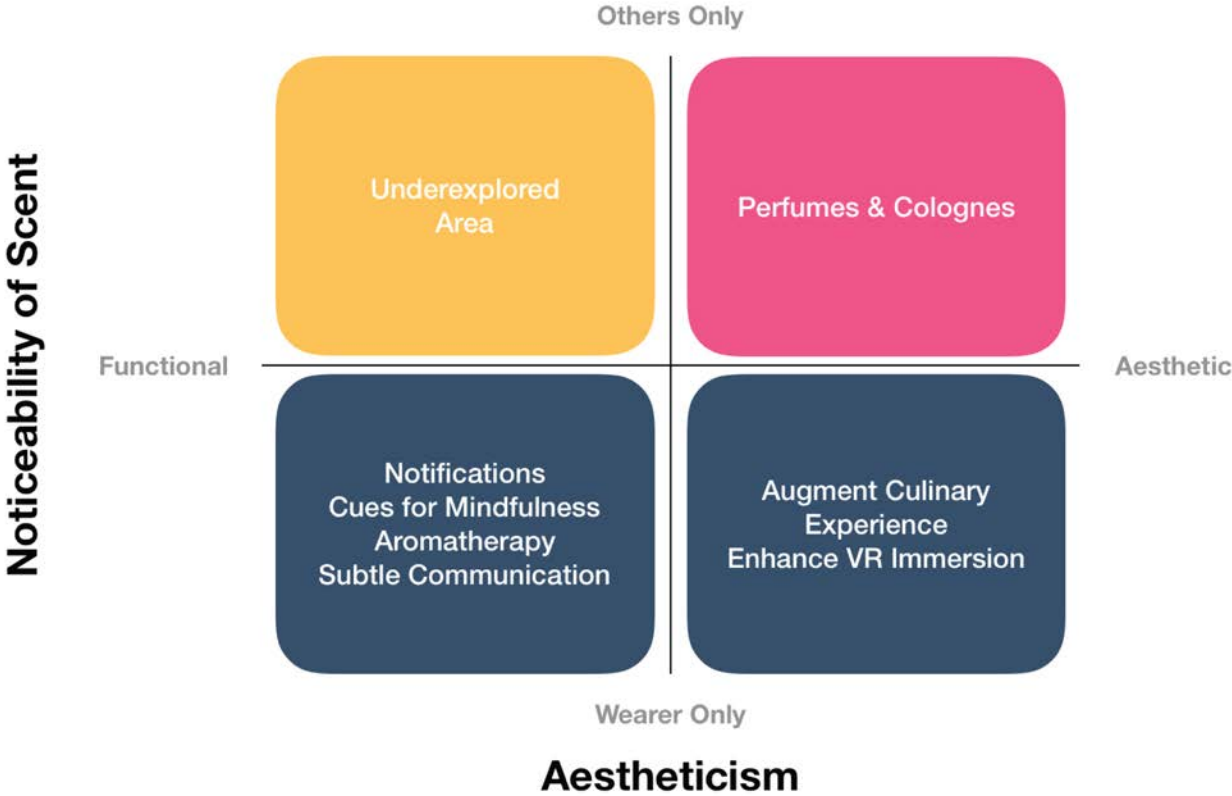 Others Only
Noticeability of Scent
Underexplored
Area
Perfumes & Colognes
Functional
Aesthetic
Notifications
Cues for Mindfulness
Aromatherapy
Subtle Communication
Augment Culinary
Experience
Enhance VR Immersion
Wearer Only
Aestheticism